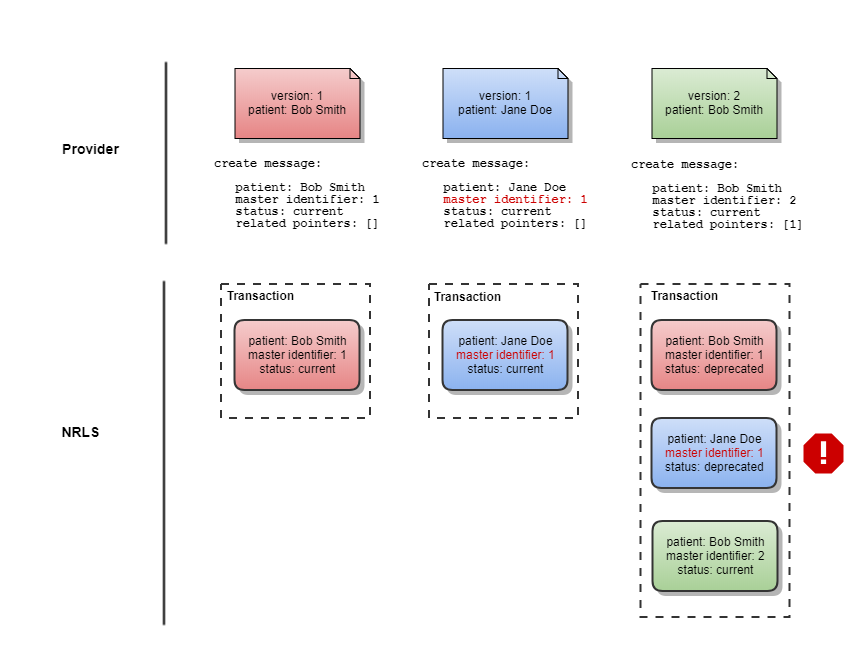 Provider
version: 1
patient: Bob Smith
create message:
patient: Bob Smith
master identifier: 1
status: current
related pointers: []
version: 1
patient: Jane Doe
create message:
patient: Jane Doe
master identifier: 1
status: current
related pointers: []
version: 2
patient: Bob Smith
create message:
patient: Bob Smith
master identifier: 2
status: current
related pointers: [1]
NRLS
Transaction
patient: Bob Smith
master identifier: 1
status: current
Transaction
patient: Jane Doe
master identifier: 1
status: current
Transaction
patient: Bob Smith
master identifier: 1
status: deprecated
patient: Jane Doe
master identifier: 1
status: deprecated
!
patient: Bob Smith
master identifier: 2
status: current